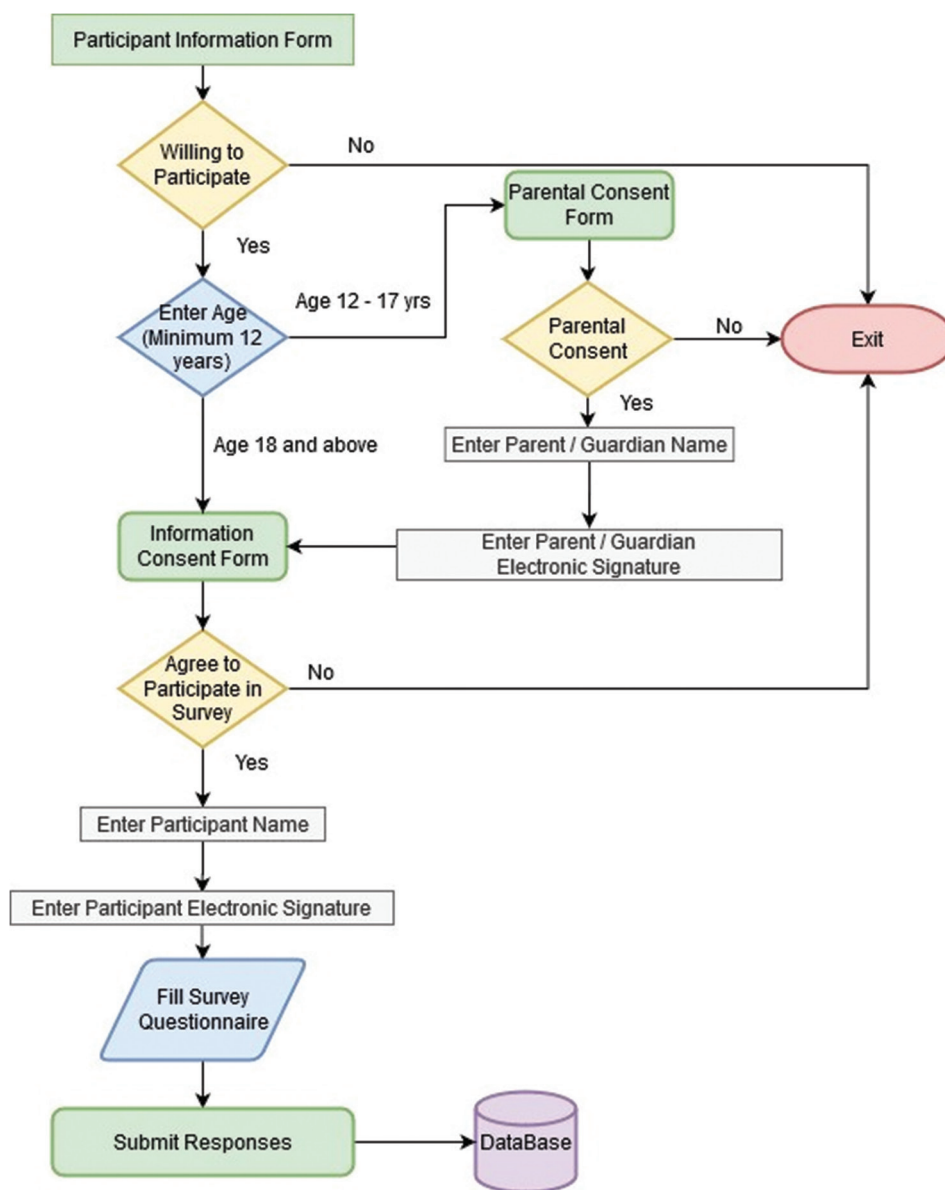 Participant Information Form
No
Willing to
Participate
Parental Consent
Form
Yes
Age 12 - 17 yrs
Enter Age
(Minimum 12
years)
Parental
Consent
No
Exit
Yes
Age 18 and above
Enter Parent / Guardian Name
Information
Consent Form
Enter Parent / Guardian
Electronic Signature
Agree to
Participate in
Survey
No
Yes
Enter Participant Name
Enter Participant Electronic Signature
Fill Survey
Questionnaire
Submit Responses
DataBase